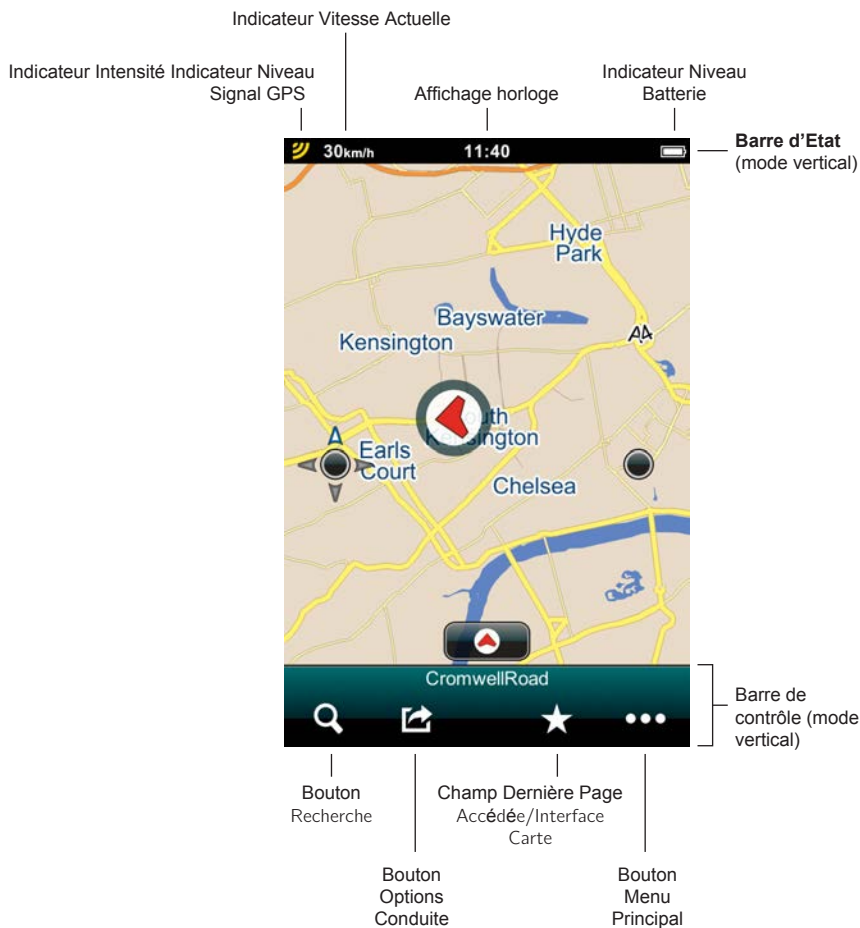 Indicateur Vitesse Actuelle
Indicateur Intensité Indicateur Niveau
Signal GPS
Affichage horloge
Indicateur Niveau
Batterie
Barre d'Etat
(mode vertical)
30km/h
11:40
Hyde
Park
Bayswater
Kensington
A4
uth
Kensington
Earls
Court
Chelsea
CromwellRoad
Barre de
contrôle (mode
vertical)
Bouton
Recherche
Champ Dernière Page
Accédée/Interface
Carte
Bouton
Options
Conduite
Bouton
Menu
Principal